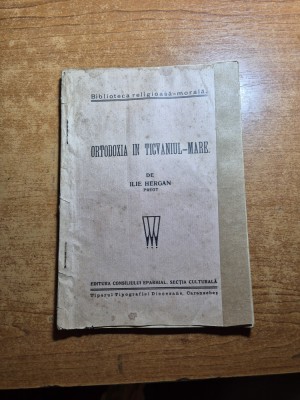 Biblioteca religioasă-morală.
ORTODOXIA IN TICVANIUL-MARE.
DE
ILIE HERGAN
PREOT
EDITURA CONSILIULUI EPARHIAL, SECȚIA CULTURALĂ
Tiparul Tipografiei Diecezane, Caransebeș